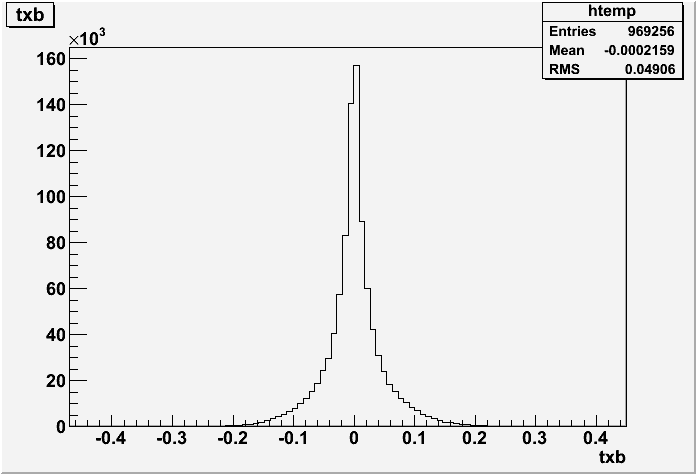 txb
htemp
Entries 969256
Mean -0.0002159
RMS 0.04906
×10³
160
140
120
100
80
60
40
20
0
-0.4 -0.3 -0.2 -0.1 0 0.1 0.2 0.3 0.4
txb